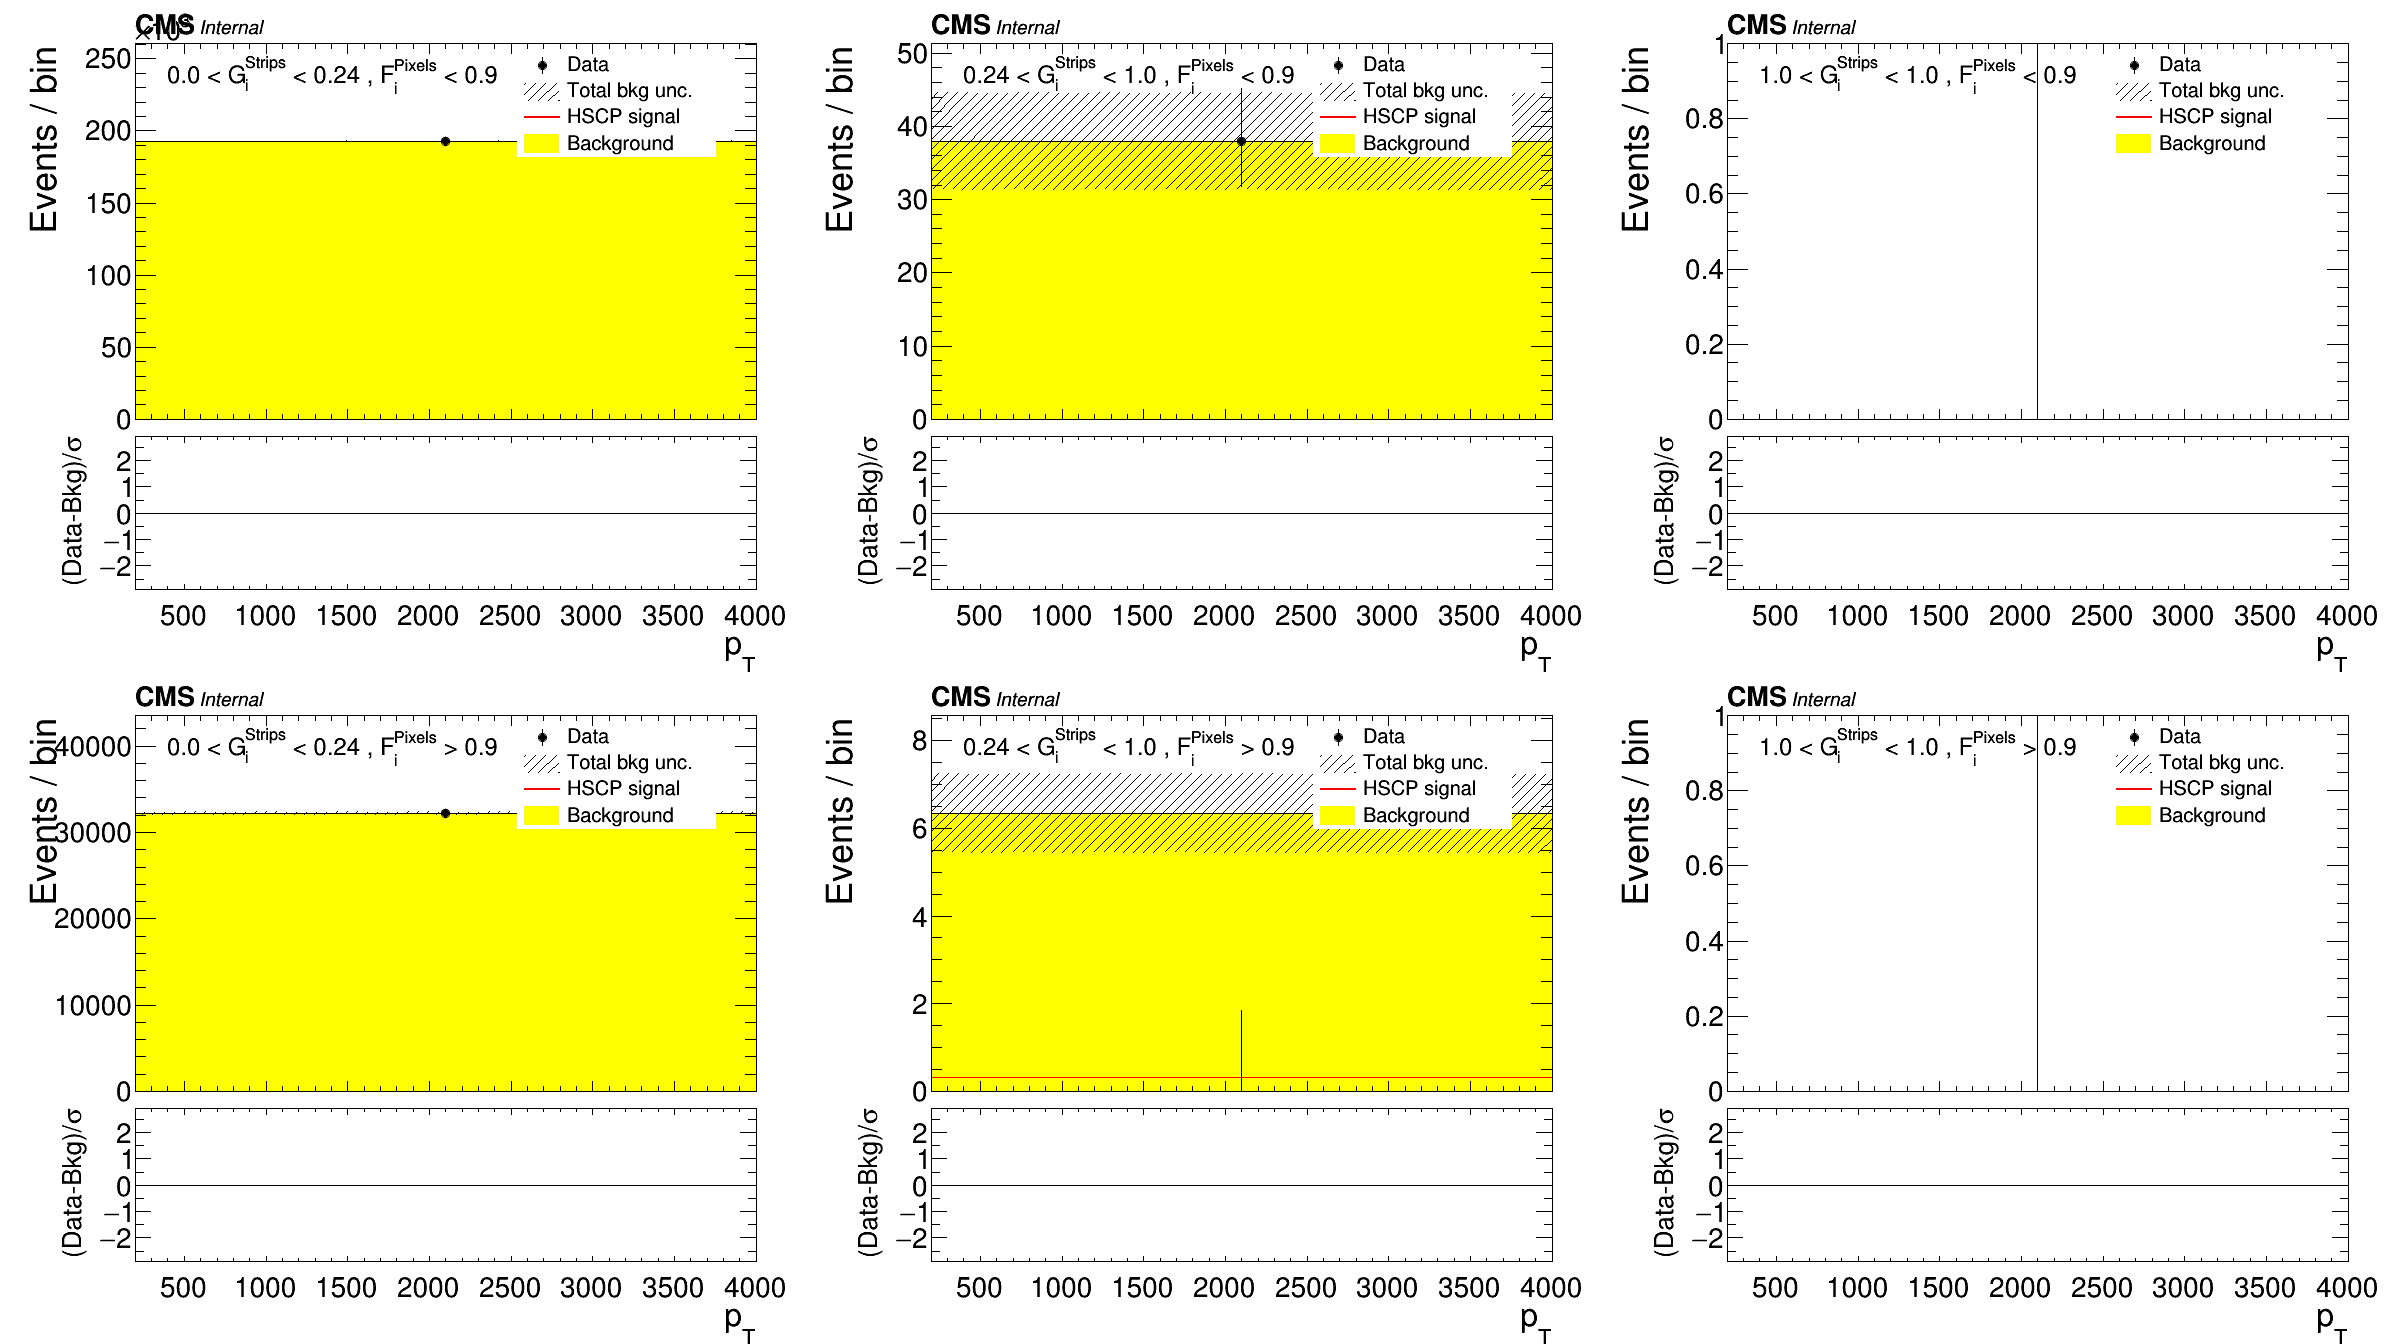 CMS Internal
Events / bin
250
200
150
100
50
0
0.0 < G_i^Strips < 0.24 , F_i^Pixels < 0.9
Data
Total bkg unc.
HSCP signal
Background
(Data-Bkg)/σ
2
1
0
−1
−2
500 1000 1500 2000 2500 3000 3500 4000
p_T
CMS Internal
Events / bin
50
40
30
20
10
0
0.24 < G_i^Strips < 1.0 , F_i^Pixels < 0.9
Data
Total bkg unc.
HSCP signal
Background
(Data-Bkg)/σ
2
1
0
−1
−2
500 1000 1500 2000 2500 3000 3500 4000
p_T
CMS Internal
Events / bin
1
0.8
0.6
0.4
0.2
0
1.0 < G_i^Strips < 1.0 , F_i^Pixels < 0.9
Data
Total bkg unc.
HSCP signal
Background
(Data-Bkg)/σ
2
1
0
−1
−2
500 1000 1500 2000 2500 3000 3500 4000
p_T
CMS Internal
Events / bin
40000
30000
20000
10000
0
0.0 < G_i^Strips < 0.24 , F_i^Pixels > 0.9
Data
Total bkg unc.
HSCP signal
Background
(Data-Bkg)/σ
2
1
0
−1
−2
500 1000 1500 2000 2500 3000 3500 4000
p_T
CMS Internal
Events / bin
8
6
4
2
0
0.24 < G_i^Strips < 1.0 , F_i^Pixels > 0.9
Data
Total bkg unc.
HSCP signal
Background
(Data-Bkg)/σ
2
1
0
−1
−2
500 1000 1500 2000 2500 3000 3500 4000
p_T
CMS Internal
Events / bin
1
0.8
0.6
0.4
0.2
0
1.0 < G_i^Strips < 1.0 , F_i^Pixels > 0.9
Data
Total bkg unc.
HSCP signal
Background
(Data-Bkg)/σ
2
1
0
−1
−2
500 1000 1500 2000 2500 3000 3500 4000
p_T